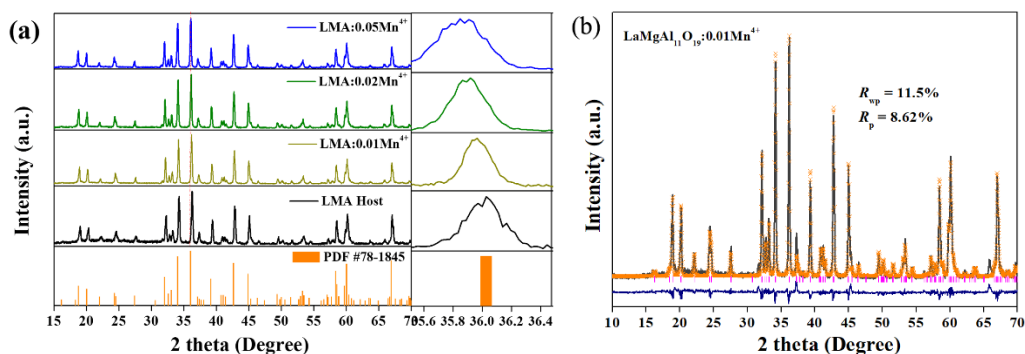 (a)
LMA:0.05Mn⁴⁺
LMA:0.02Mn⁴⁺
LMA:0.01Mn⁴⁺
LMA Host
PDF #78-1845
Intensity (a.u.)
15 20 25 30 35 40 45 50 55 60 65 70 35.6 35.8 36.0 36.2 36.4
2 theta (Degree)
(b)
LaMgAl₁₁O₁₉:0.01Mn⁴⁺
Rwp = 11.5%
Rp = 8.62%
Intensity (a.u.)
10 15 20 25 30 35 40 45 50 55 60 65 70
2 theta (Degree)